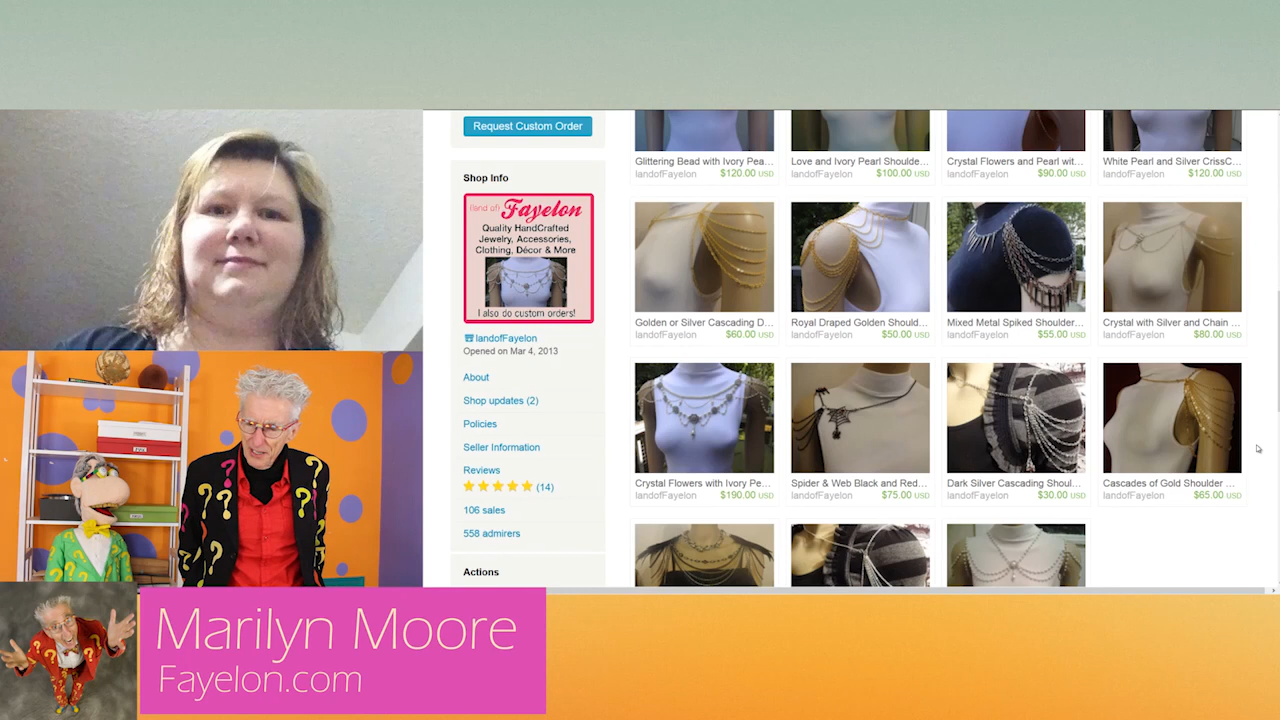 Request Custom Order
Shop Info
(land of) Fayelon
Quality HandCrafted
Jewelry, Accessories,
Clothing, Décor & More
I also do custom orders!
landofFayelon
Opened on Mar 4, 2013
About
Shop updates (2)
Policies
Seller Information
Reviews
(14)
106 sales
558 admirers
Actions
Glittering Bead with Ivory Pea...
landofFayelon $120.00 USD
Love and Ivory Pearl Shoulde...
landofFayelon $100.00 USD
Crystal Flowers and Pearl wit...
landofFayelon $90.00 USD
White Pearl and Silver CrissC...
landofFayelon $120.00 USD
Golden or Silver Cascading D...
landofFayelon $60.00 USD
Royal Draped Golden Should...
landofFayelon $50.00 USD
Mixed Metal Spiked Shoulder...
landofFayelon $55.00 USD
Crystal with Silver and Chain ...
landofFayelon $80.00 USD
Crystal Flowers with Ivory Pe...
landofFayelon $190.00 USD
Spider & Web Black and Red...
landofFayelon $75.00 USD
Dark Silver Cascading Shoul...
landofFayelon $30.00 USD
Cascades of Gold Shoulder ...
landofFayelon $65.00 USD
Marilyn Moore
Fayelon.com